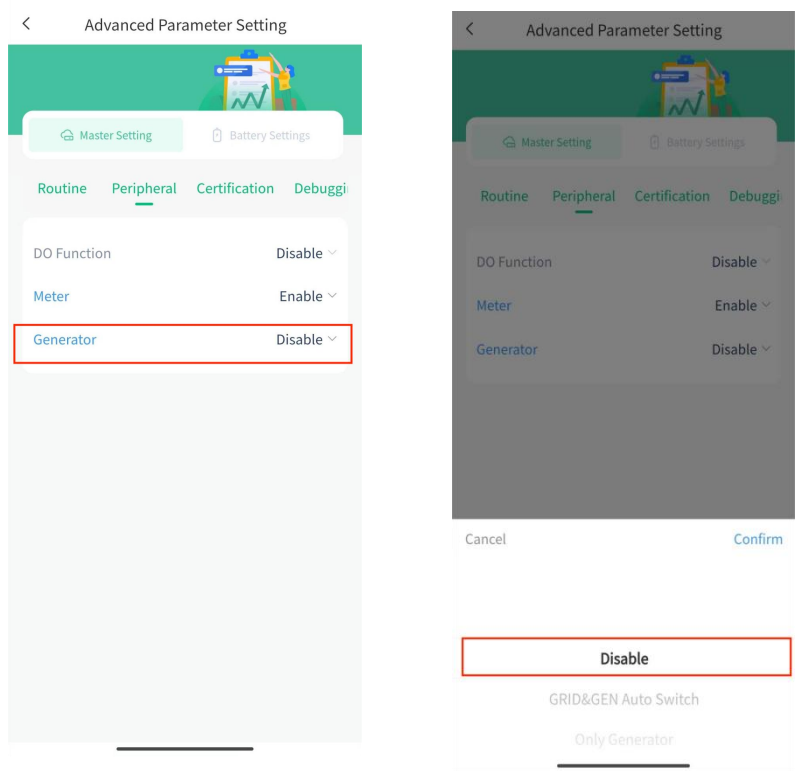 Advanced Parameter Setting
Master Setting
Battery Settings
Routine Peripheral Certification Debuggi
DO Function Disable
Meter Enable
Generator Disable
Advanced Parameter Setting
Master Setting
Battery Settings
Routine Peripheral Certification Debuggi
DO Function Disable
Meter Enable
Generator Disable
Cancel Confirm
Disable
GRID&GEN Auto Switch
Only Generator